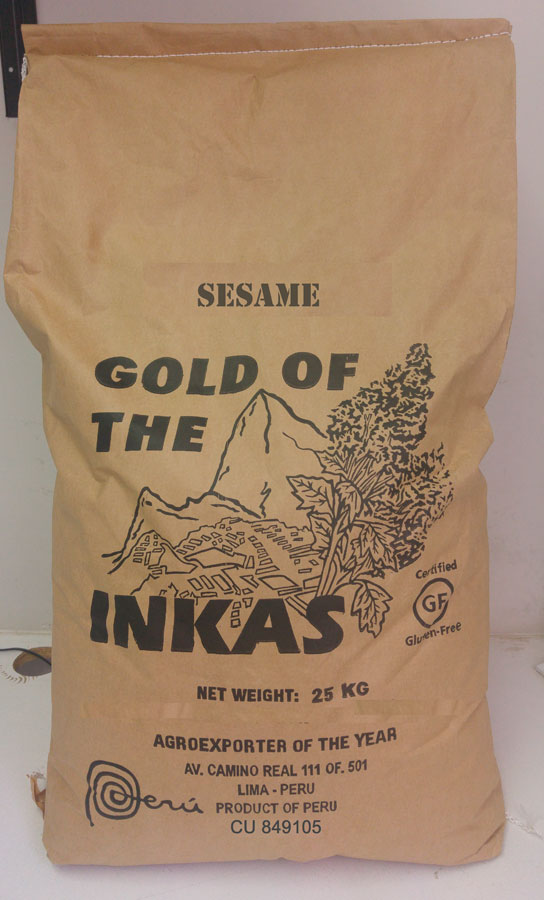 SESAME
GOLD OF
THE
INKAS
Certified
GF
Gluten-Free
NET WEIGHT: 25 KG
AGROEXPORTER OF THE YEAR
AV. CAMINO REAL 111 OF. 501
LIMA - PERU
Perú PRODUCT OF PERU
CU 849105